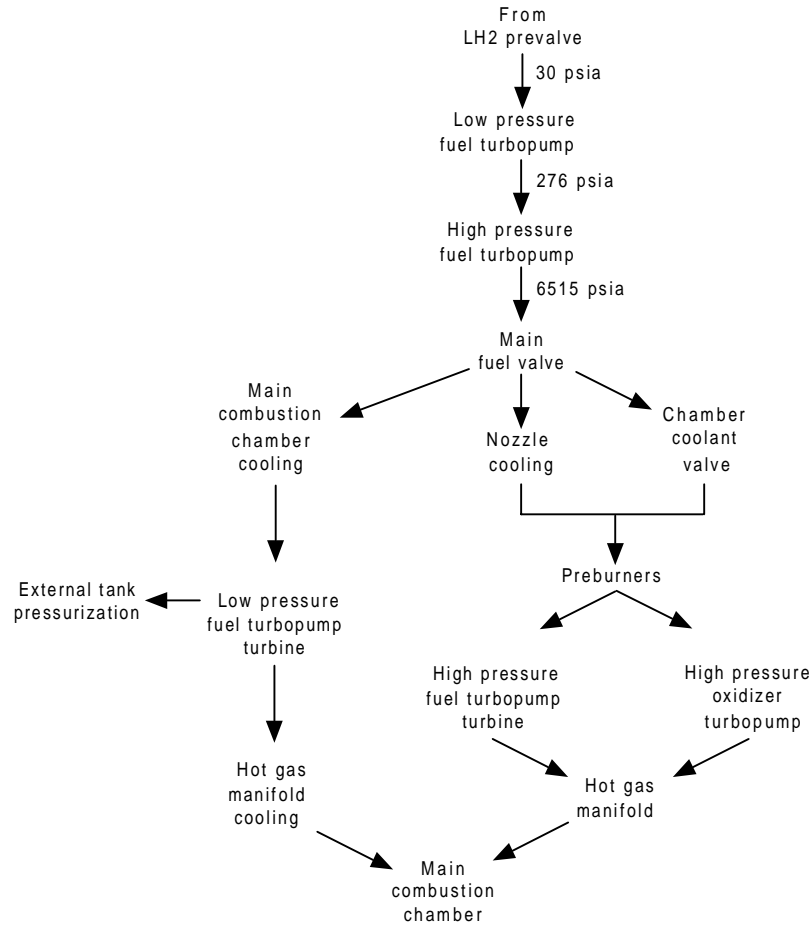 From
LH2 prevalve
30 psia
Low pressure
fuel turbopump
276 psia
High pressure
fuel turbopump
6515 psia
Main
fuel valve
Main
combustion
chamber
cooling
Nozzle
cooling
Chamber
coolant
valve
External tank
pressurization
Low pressure
fuel turbopump
turbine
Preburners
High pressure
fuel turbopump
turbine
High pressure
oxidizer
turbopump
Hot gas
manifold
cooling
Hot gas
manifold
Main
combustion
chamber